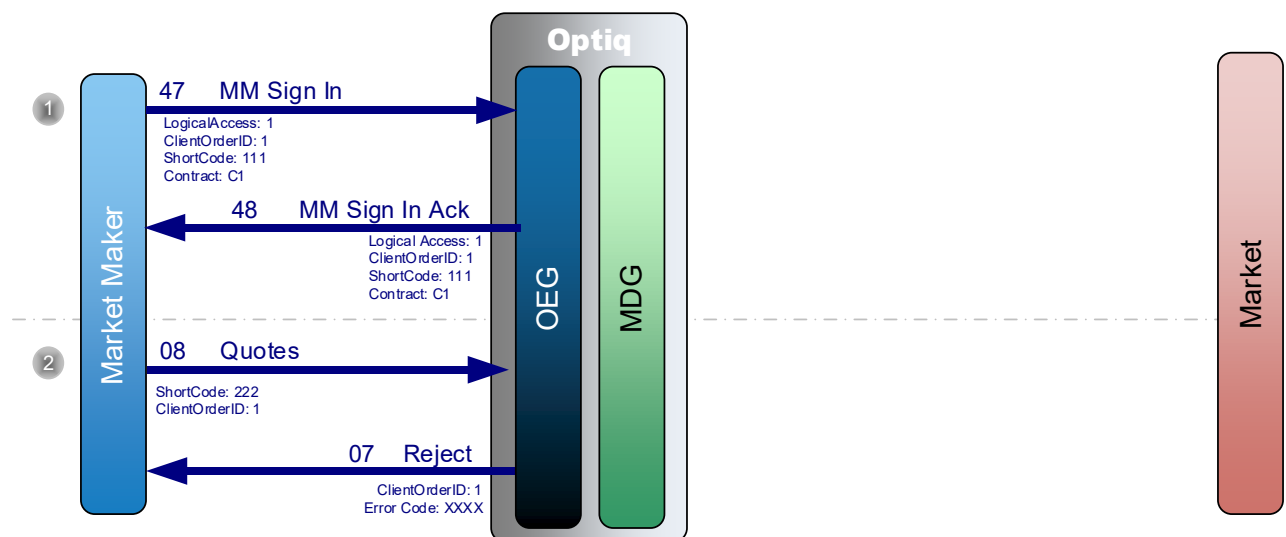 Optiq
1
47 MM Sign In
LogicalAccess: 1
ClientOrderID: 1
ShortCode: 111
Contract: C1
48 MM Sign In Ack
Logical Access: 1
ClientOrderID: 1
ShortCode: 111
Contract: C1
2
08 Quotes
ShortCode: 222
ClientOrderID: 1
07 Reject
ClientOrderID: 1
Error Code: XXXX
Market Maker
OEG
MDG
Market